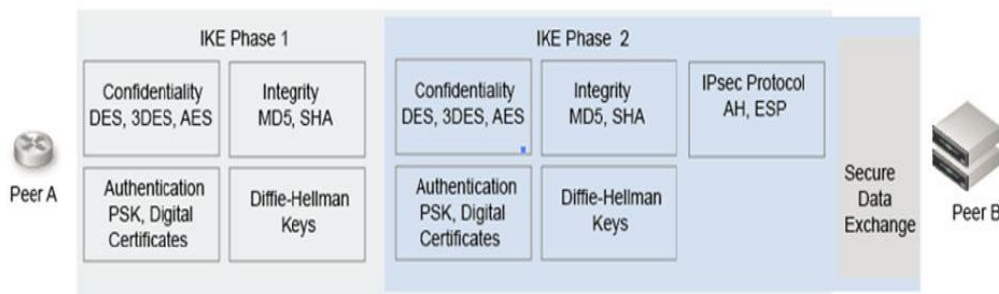 IKE Phase 1
IKE Phase 2
Confidentiality
DES, 3DES, AES
Integrity
MD5, SHA
Confidentiality
DES, 3DES, AES
Integrity
MD5, SHA
IPsec Protocol
AH, ESP
Peer A
Authentication
PSK, Digital
Certificates
Diffie-Hellman
Keys
Authentication
PSK, Digital
Certificates
Diffie-Hellman
Keys
Secure
Data
Exchange
Peer B